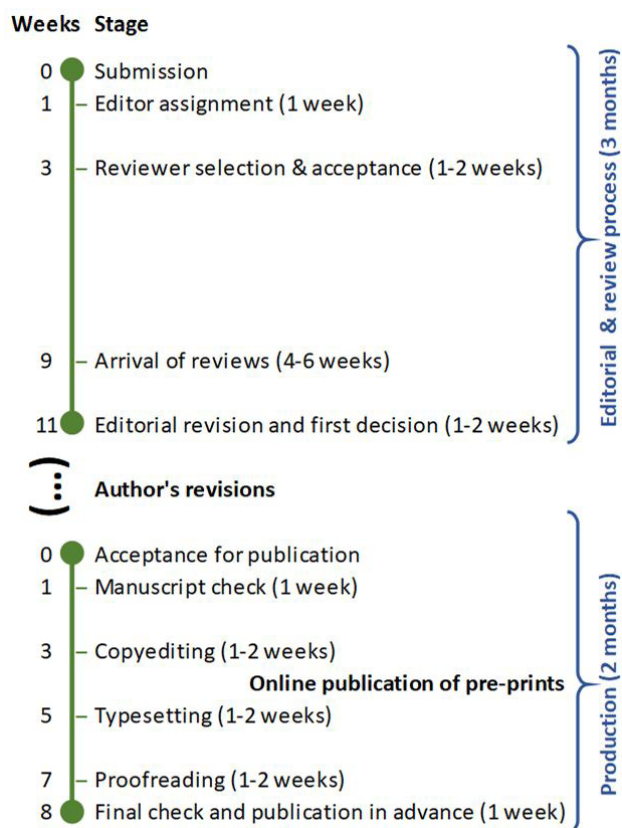 Weeks Stage
0 Submission
1 Editor assignment (1 week)
3 Reviewer selection & acceptance (1-2 weeks)
9 Arrival of reviews (4-6 weeks)
11 Editorial revision and first decision (1-2 weeks)
Editorial & review process (3 months)
(...) Author's revisions
0 Acceptance for publication
1 Manuscript check (1 week)
3 Copyediting (1-2 weeks)
Online publication of pre-prints
5 Typesetting (1-2 weeks)
7 Proofreading (1-2 weeks)
8 Final check and publication in advance (1 week)
Production (2 months)